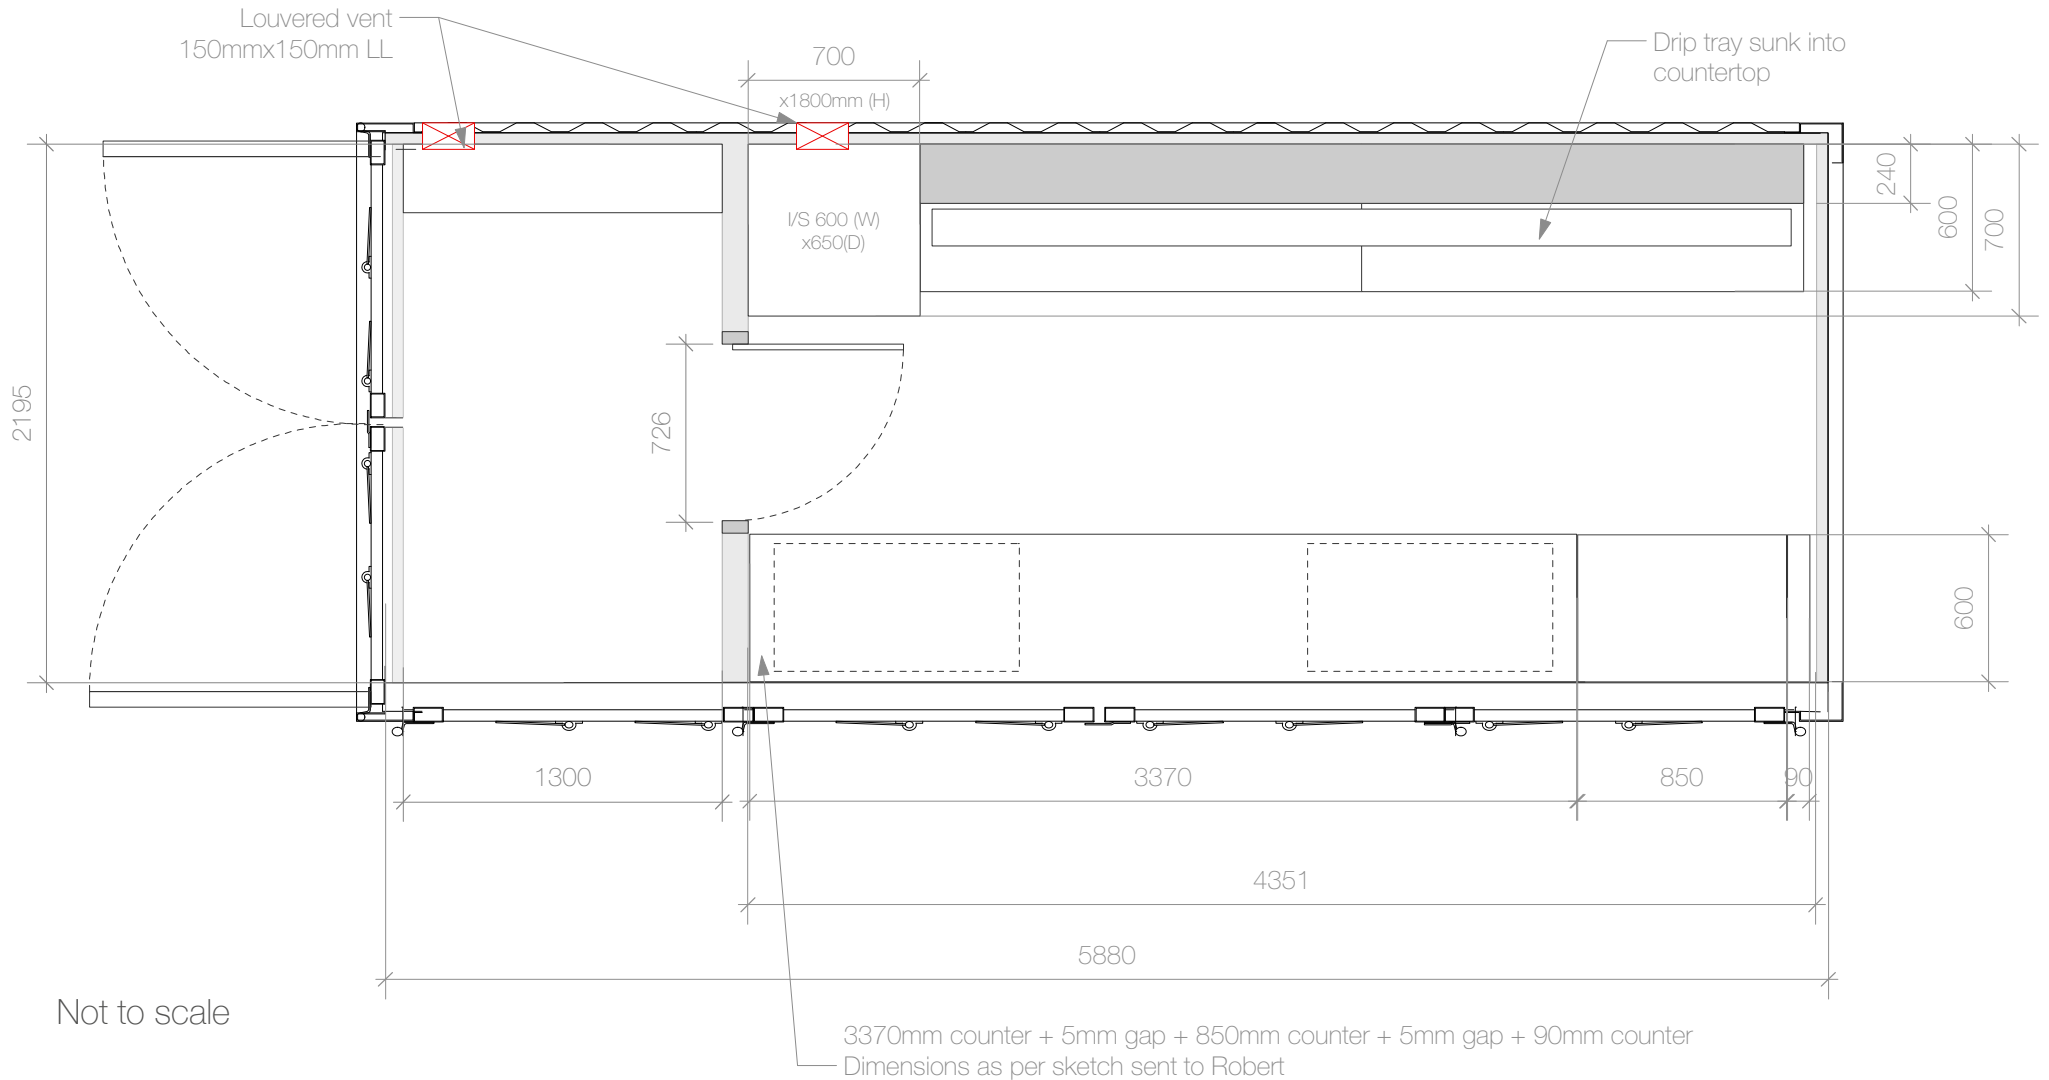 Louvered vent
150mmx150mm LL
700
x1800mm (H)
Drip tray sunk into
countertop
I/S 600 (W)
x650(D)
240
600
700
2195
726
600
1300
3370
850
90
4351
5880
Not to scale
3370mm counter + 5mm gap + 850mm counter + 5mm gap + 90mm counter
Dimensions as per sketch sent to Robert